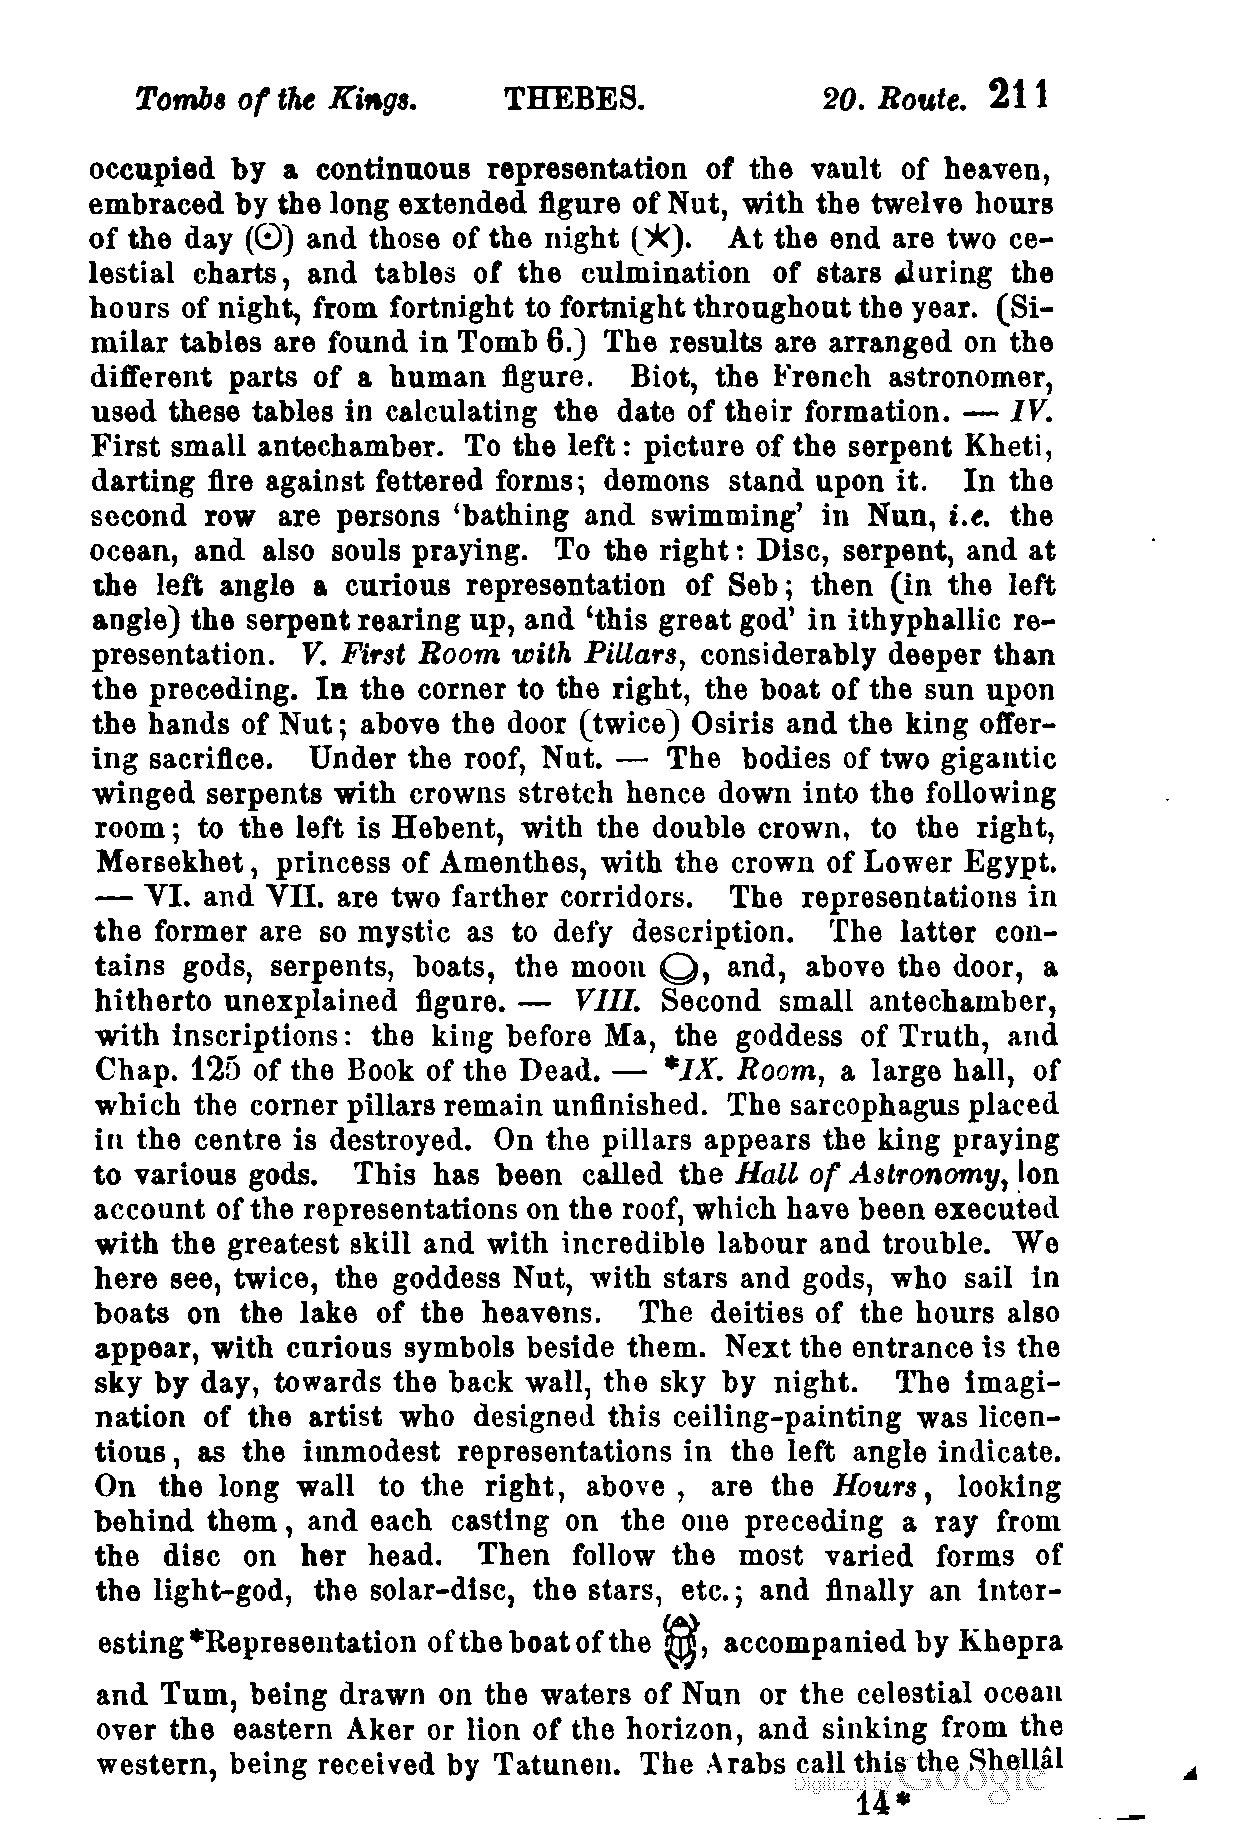 Tombs of the Kings. THEBES. 20. Route. 211
occupied by a continuous representation of the vault of heaven,
embraced by the long extended figure of Nut, with the twelve hours
of the day (☉) and those of the night (★). At the end are two ce-
lestial charts, and tables of the culmination of stars during the
hours of night, from fortnight to fortnight throughout the year. (Si-
milar tables are found in Tomb 6.) The results are arranged on the
different parts of a human figure. Biot, the French astronomer,
used these tables in calculating the date of their formation. — IV.
First small antechamber. To the left: picture of the serpent Kheti,
darting fire against fettered forms; demons stand upon it. In the
second row are persons ‘bathing and swimming’ in Nun, i.e. the
ocean, and also souls praying. To the right: Disc, serpent, and at
the left angle a curious representation of Seb; then (in the left
angle) the serpent rearing up, and ‘this great god’ in ithyphallic re-
presentation. V. First Room with Pillars, considerably deeper than
the preceding. In the corner to the right, the boat of the sun upon
the hands of Nut; above the door (twice) Osiris and the king offer-
ing sacrifice. Under the roof, Nut. — The bodies of two gigantic
winged serpents with crowns stretch hence down into the following
room; to the left is Hebent, with the double crown, to the right,
Mersekhet, princess of Amenthes, with the crown of Lower Egypt.
— VI. and VII. are two farther corridors. The representations in
the former are so mystic as to defy description. The latter con-
tains gods, serpents, boats, the moon, and, above the door, a
hitherto unexplained figure. — VIII. Second small antechamber,
with inscriptions: the king before Ma, the goddess of Truth, and
Chap. 125 of the Book of the Dead. — *IX. Room, a large hall, of
which the corner pillars remain unfinished. The sarcophagus placed
in the centre is destroyed. On the pillars appears the king praying
to various gods. This has been called the Hall of Astronomy, on
account of the representations on the roof, which have been executed
with the greatest skill and with incredible labour and trouble. We
here see, twice, the goddess Nut, with stars and gods, who sail in
boats on the lake of the heavens. The deities of the hours also
appear, with curious symbols beside them. Next the entrance is the
sky by day, towards the back wall, the sky by night. The imagi-
nation of the artist who designed this ceiling-painting was licen-
tious, as the immodest representations in the left angle indicate.
On the long wall to the right, above, are the Hours, looking
behind them, and each casting on the one preceding a ray from
the disc on her head. Then follow the most varied forms of
the light-god, the solar-disc, the stars, etc.; and finally an inter-
esting *Representation of the boat of the 𓆣, accompanied by Khepra
and Tum, being drawn on the waters of Nun or the celestial ocean
over the eastern Aker or lion of the horizon, and sinking from the
western, being received by Tatunen. The Arabs call this the Shellâl
14*
Digitized by Google